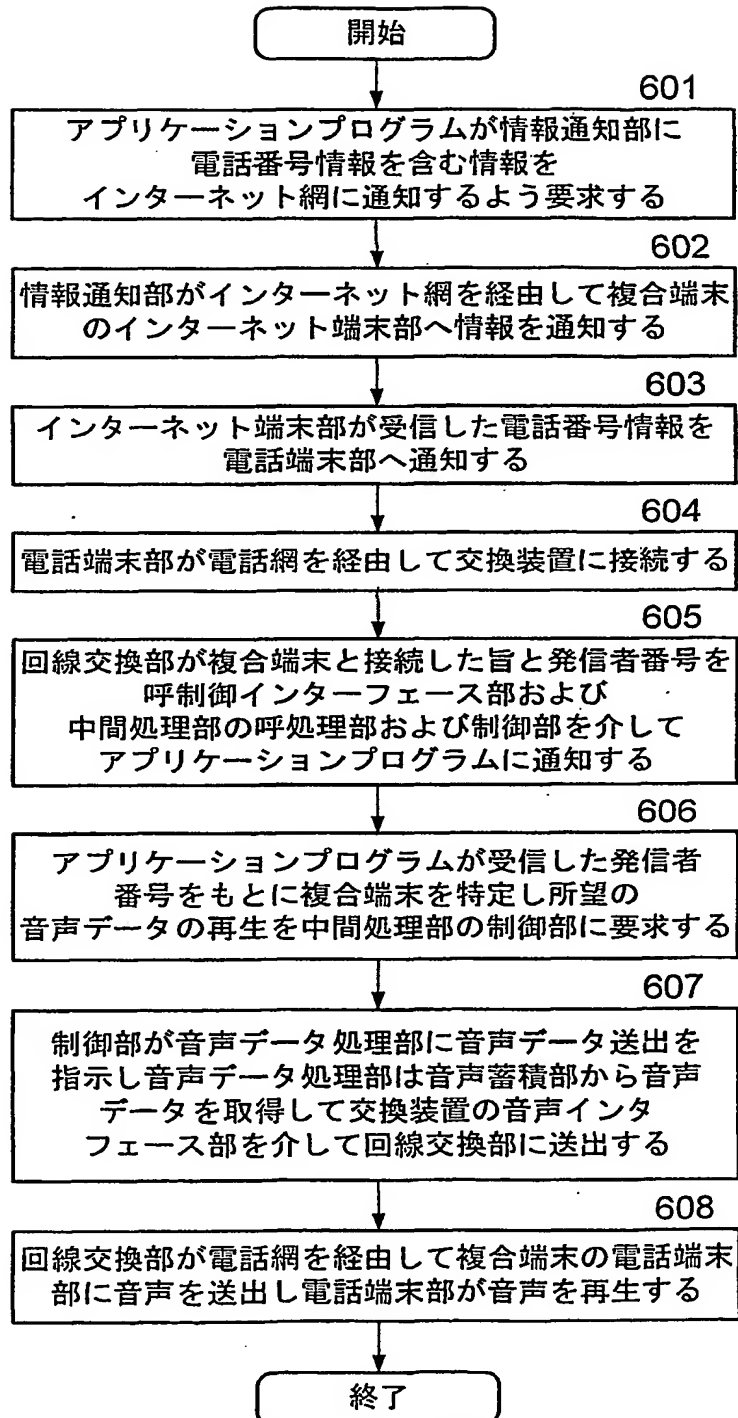 開始
601
アプリケーションプログラムが情報通知部に
電話番号情報を含む情報を
インターネット網に通知するよう要求する
602
情報通知部がインターネット網を経由して複合端末
のインターネット端末部へ情報を通知する
603
インターネット端末部が受信した電話番号情報を
電話端末部へ通知する
604
電話端末部が電話網を経由して交換装置に接続する
605
回線交換部が複合端末と接続した旨と発信者番号を
呼制御インターフェース部および
中間処理部の呼処理部および制御部を介して
アプリケーションプログラムに通知する
606
アプリケーションプログラムが受信した発信者
番号をもとに複合端末を特定し所望の
音声データの再生を中間処理部の制御部に要求する
607
制御部が音声データ処理部に音声データ送出を
指示し音声データ処理部は音声蓄積部から音声
データを取得して交換装置の音声インタ
フェース部を介して回線交換部に送出する
608
回線交換部が電話網を経由して複合端末の電話端末
部に音声を送出し電話端末部が音声を再生する
終了